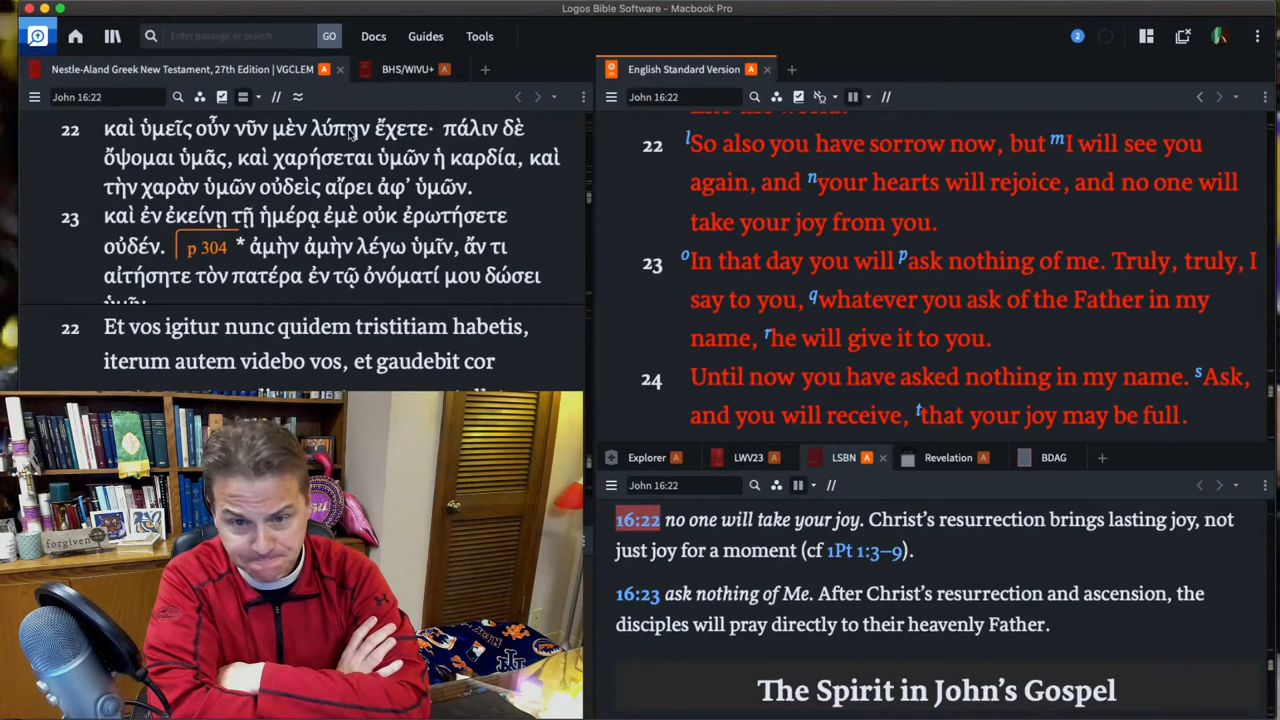 Logos Bible Software - Macbook Pro
Enter passage or search GO Docs Guides Tools 2
Nestle-Aland Greek New Testament, 27th Edition | VGCLEM A BHS/WIVU+ A
John 16:22
22 καὶ ὑμεῖς οὖν νῦν μὲν λύπην ἔχετε· πάλιν δὲ
ὄψομαι ὑμᾶς, καὶ χαρήσεται ὑμῶν ἡ καρδία, καὶ
τὴν χαρὰν ὑμῶν οὐδεὶς αἴρει ἀφ’ ὑμῶν.
23 καὶ ἐν ἐκείνῃ τῇ ἡμέρᾳ ἐμὲ οὐκ ἐρωτήσετε
οὐδέν. p 304 * ἀμὴν ἀμὴν λέγω ὑμῖν, ἄν τι
αἰτήσητε τὸν πατέρα ἐν τῷ ὀνόματί μου δώσει
22 Et vos igitur nunc quidem tristitiam habetis,
iterum autem videbo vos, et gaudebit cor
English Standard Version A
John 16:22
22 l So also you have sorrow now, but m I will see you
again, and n your hearts will rejoice, and no one will
take your joy from you.
23 o In that day you will p ask nothing of me. Truly, truly, I
say to you, q whatever you ask of the Father in my
name, r he will give it to you.
24 Until now you have asked nothing in my name. s Ask,
and you will receive, t that your joy may be full.
Explorer A LWV23 A LSBN A Revelation A BDAG
John 16:22
16:22 no one will take your joy. Christ’s resurrection brings lasting joy, not
just joy for a moment (cf 1Pt 1:3–9).
16:23 ask nothing of Me. After Christ’s resurrection and ascension, the
disciples will pray directly to their heavenly Father.
The Spirit in John’s Gospel
forgiven